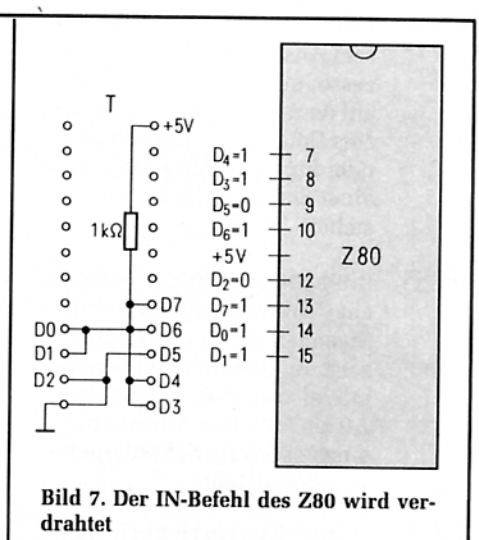 T
+5V
1kΩ
D7
D0
D6
D1
D5
D2
D4
D3
D₄=1 7
D₃=1 8
D₅=0 9
D₆=1 10
+5V
Z80
D₂=0 12
D₇=1 13
D₀=1 14
D₁=1 15
Bild 7. Der IN-Befehl des Z80 wird ver-
drahtet